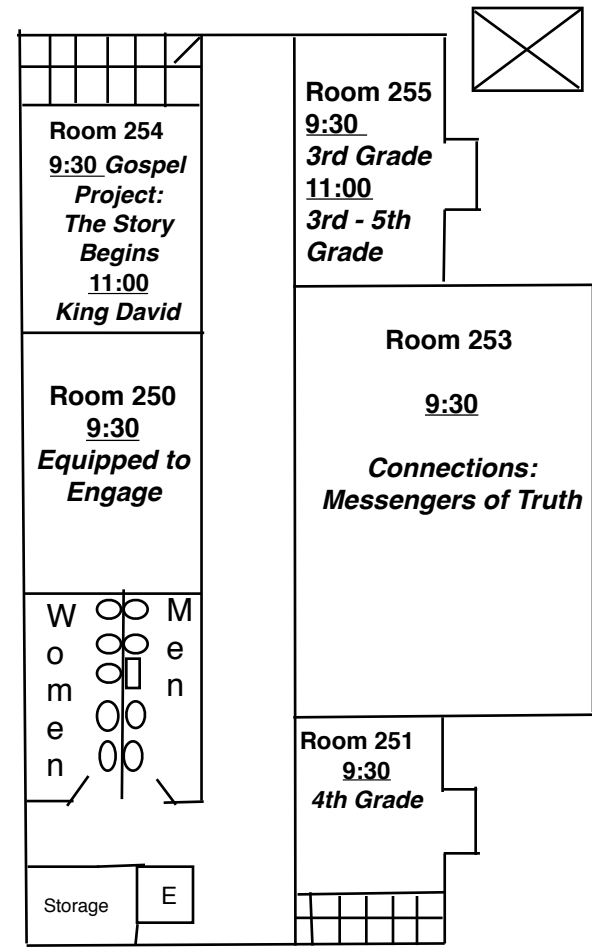 Room 254
9:30 Gospel
Project:
The Story
Begins
11:00
King David
Room 255
9:30
3rd Grade
11:00
3rd - 5th
Grade
Room 250
9:30
Equipped to
Engage
Room 253
9:30
Connections:
Messengers of Truth
Women
Men
Room 251
9:30
4th Grade
Storage
E